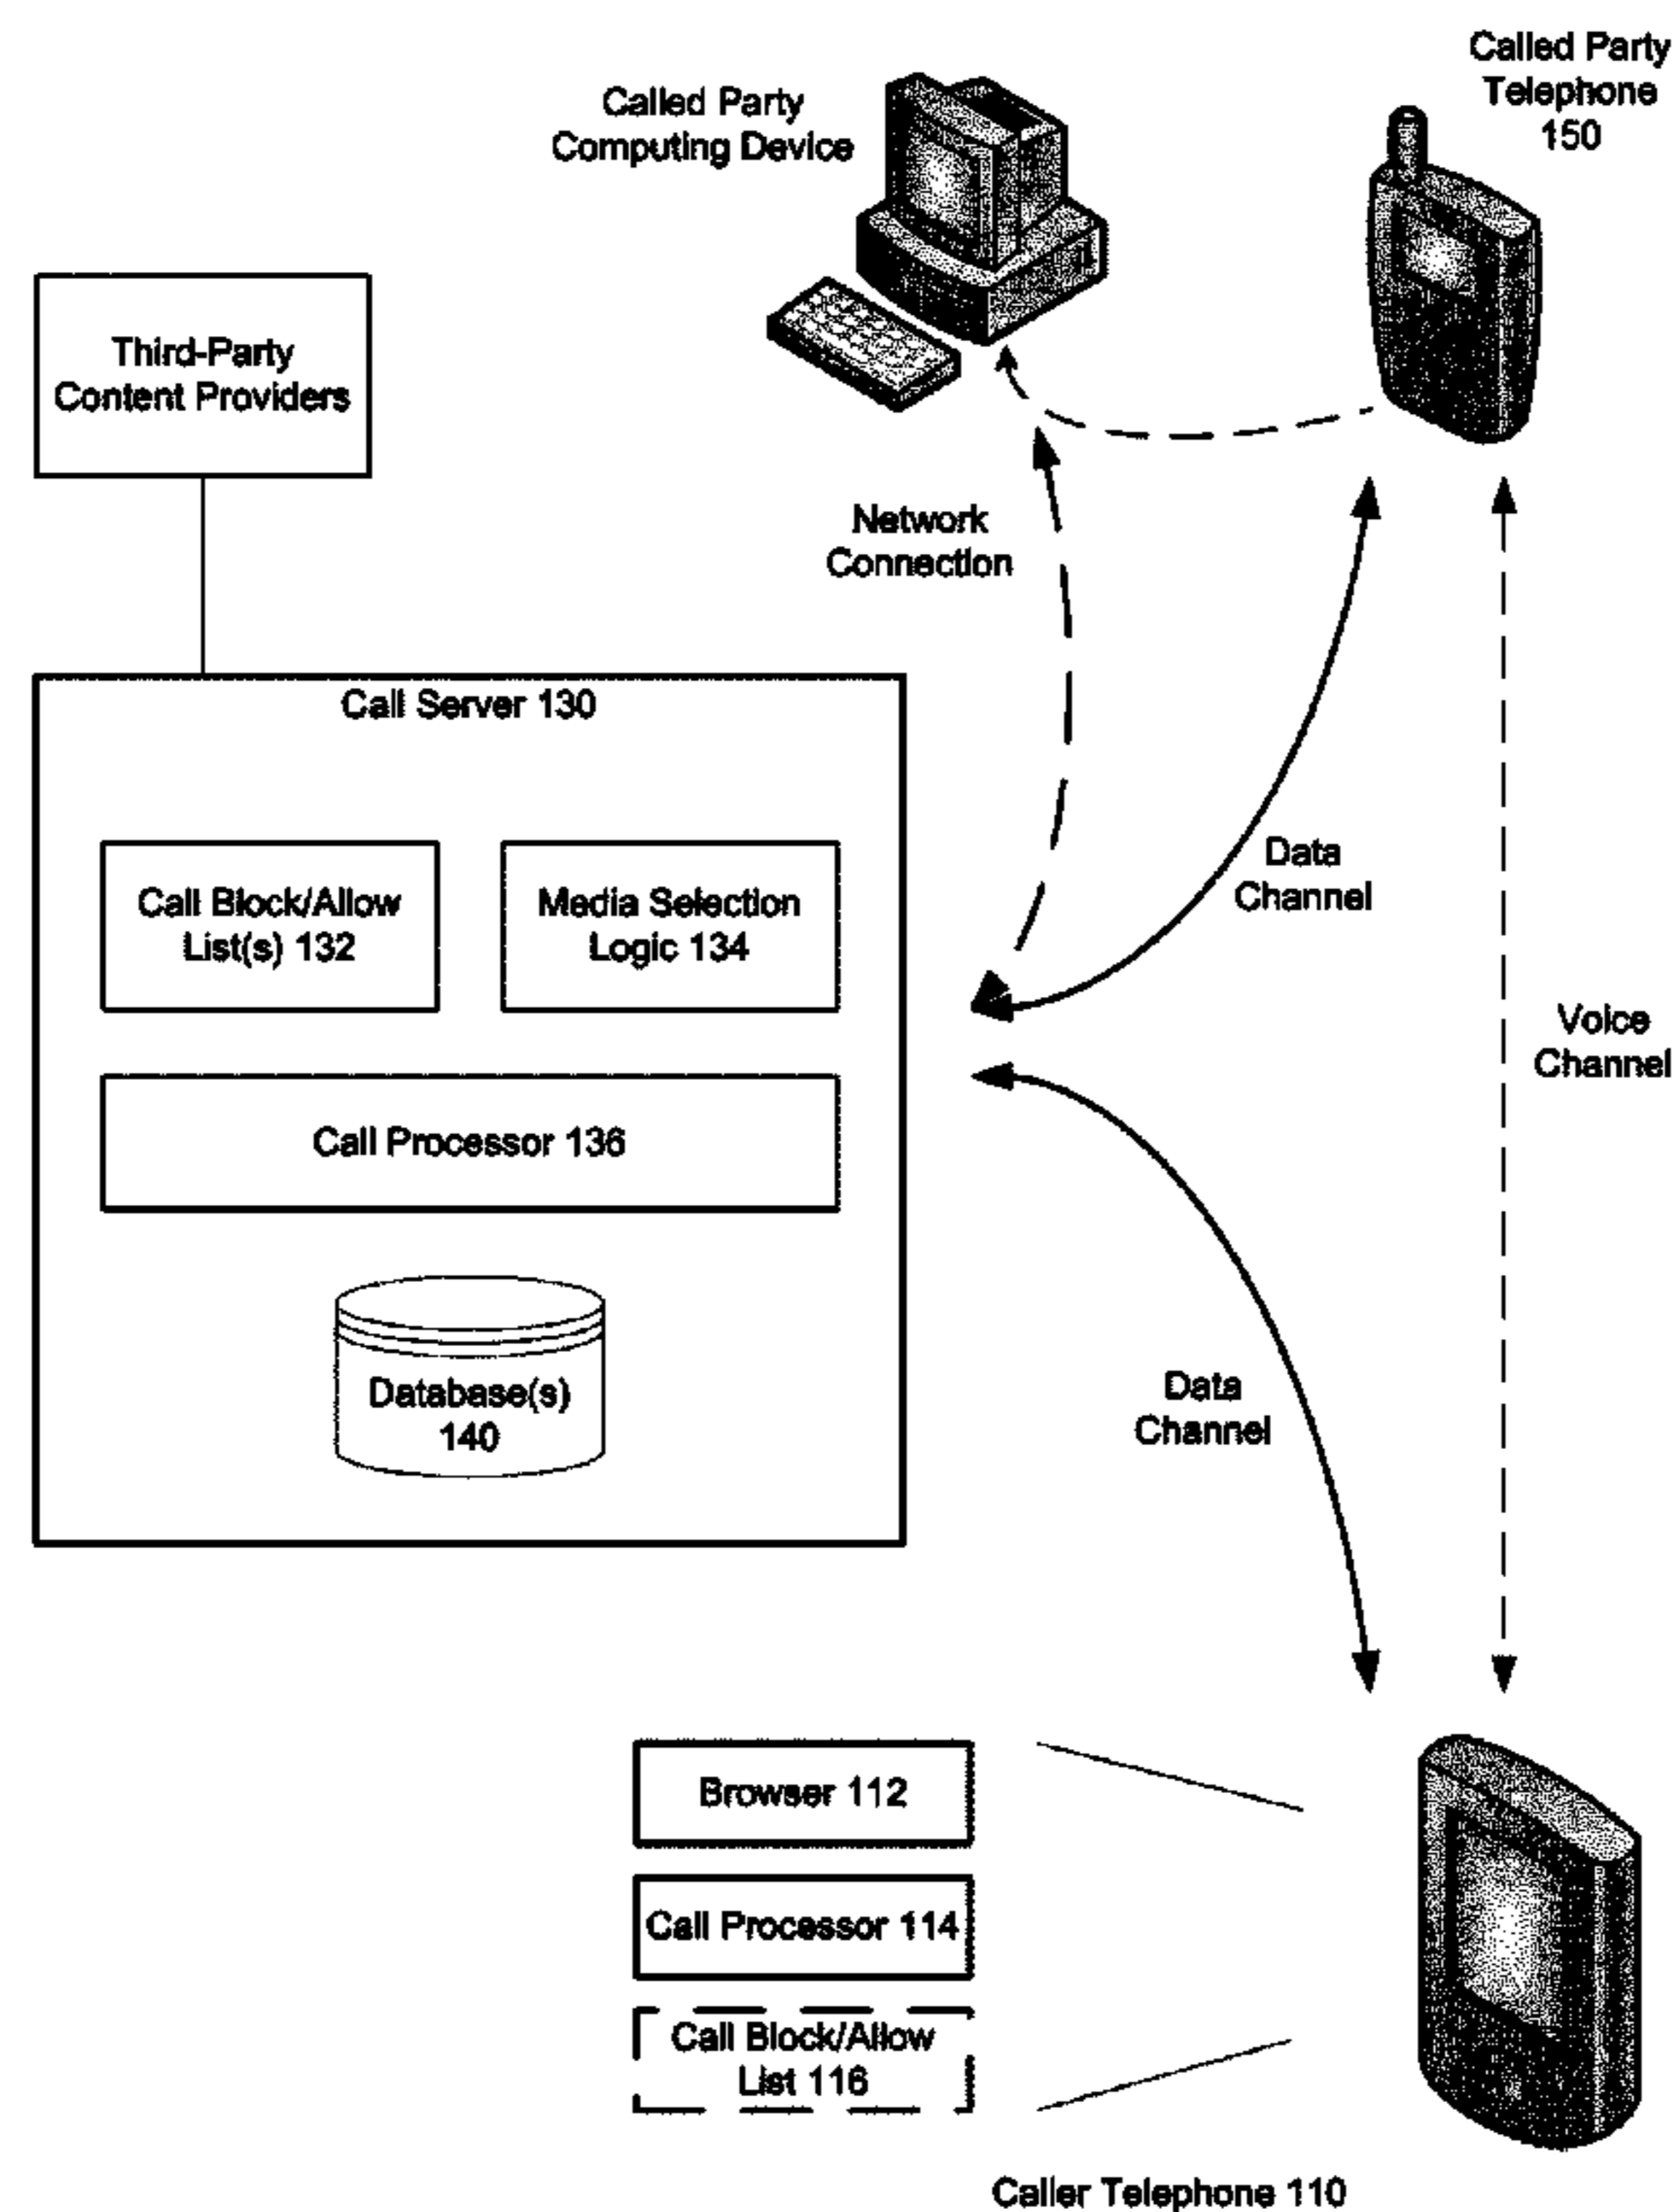 Called Party
Telephone
150
Called Party
Computing Device
Third-Party
Content Providers
Network
Connection
Call Server 130
Call Block/Allow
List(s) 132
Media Selection
Logic 134
Data
Channel
Voice
Channel
Call Processor 136
Database(s)
140
Data
Channel
Browser 112
Call Processor 114
Call Block/Allow
List 116
Caller Telephone 110